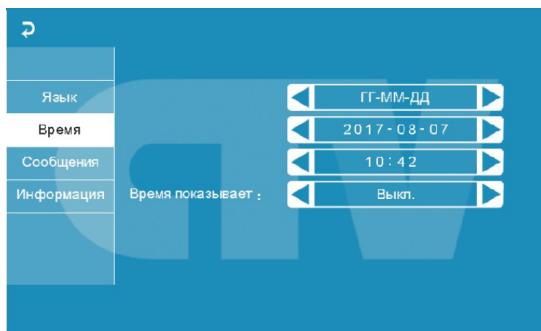 Язык
ГГ-ММ-ДД
Время
2017-08-07
Сообщения
10:42
Информация
Время показывает :
Выкл.